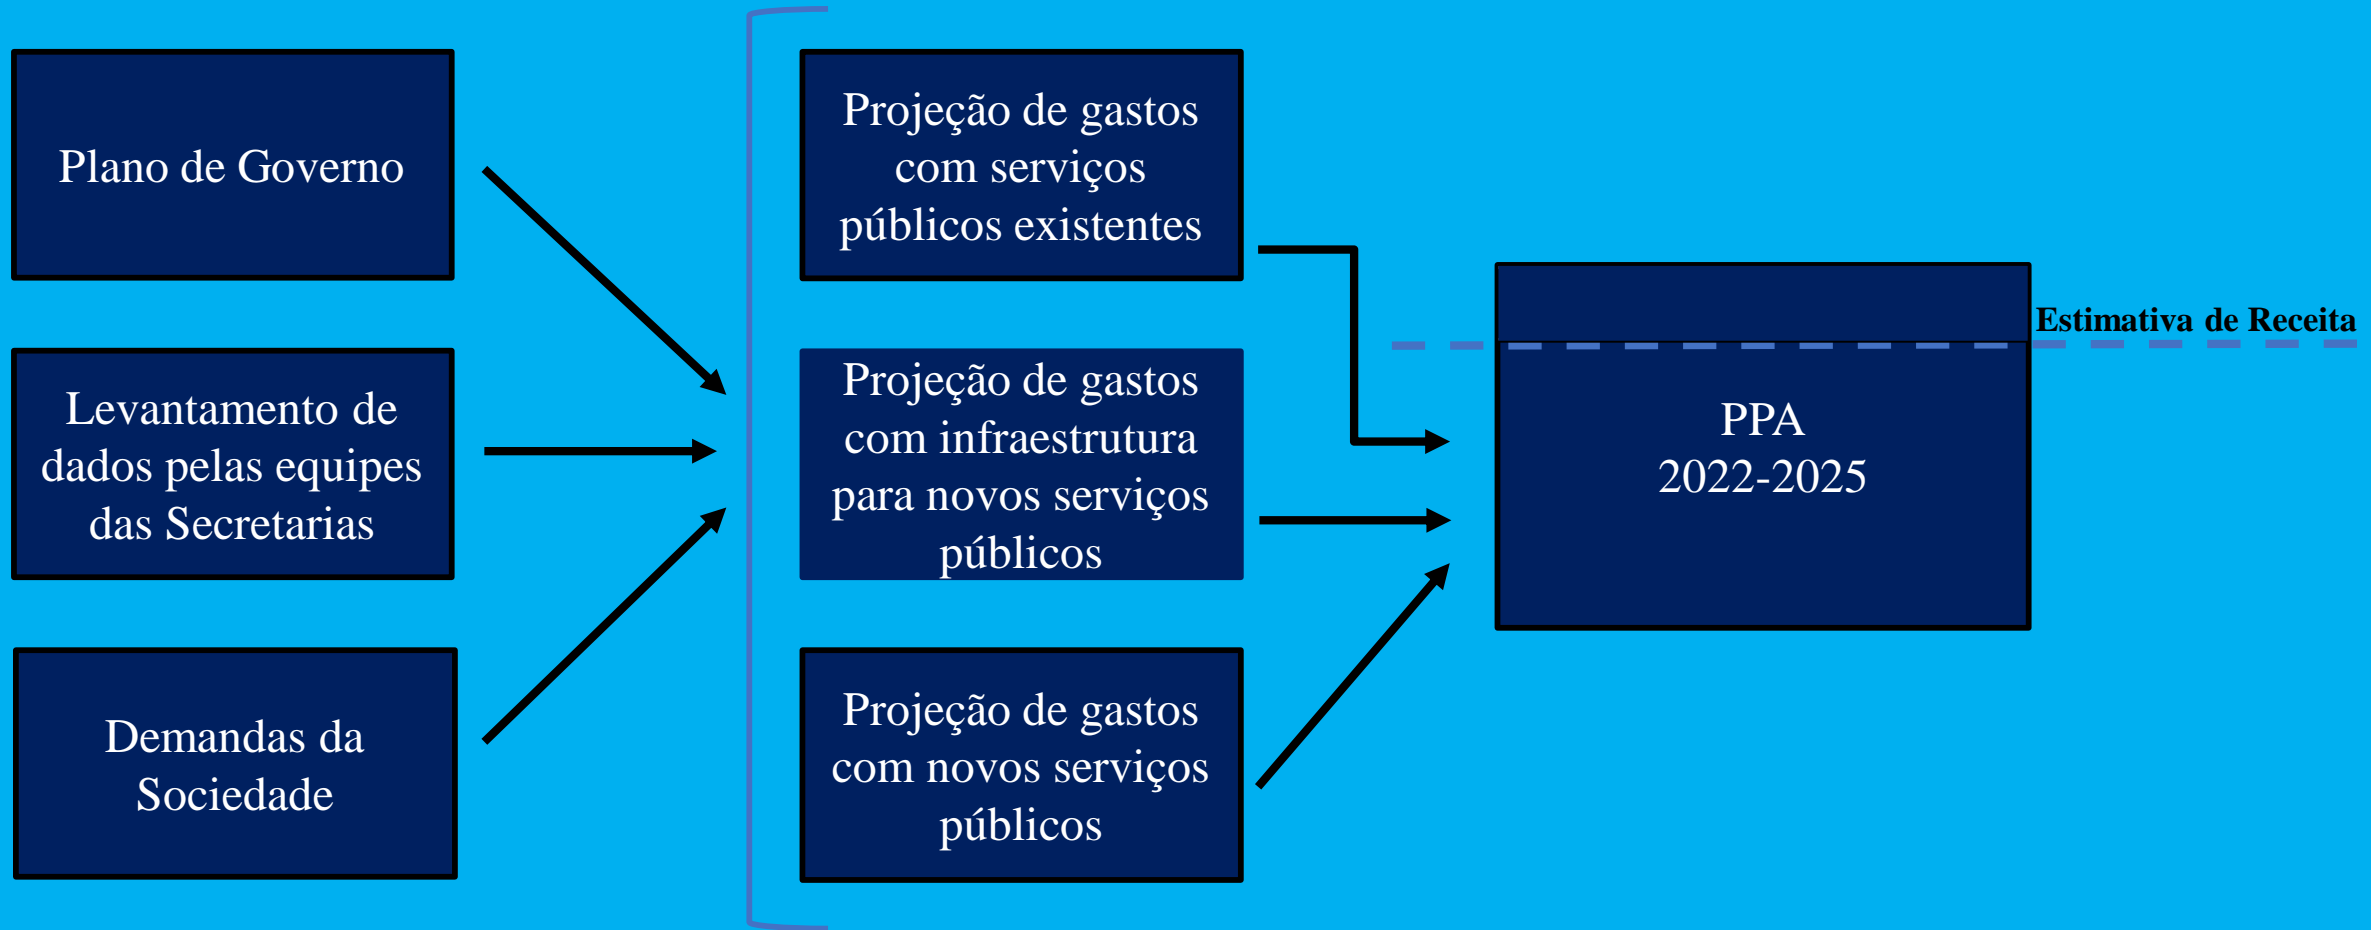 Plano de Governo
Levantamento de
dados pelas equipes
das Secretarias
Demandas da
Sociedade
Projeção de gastos
com serviços
públicos existentes
Projeção de gastos
com infraestrutura
para novos serviços
públicos
Projeção de gastos
com novos serviços
públicos
PPA
2022-2025
Estimativa de Receita